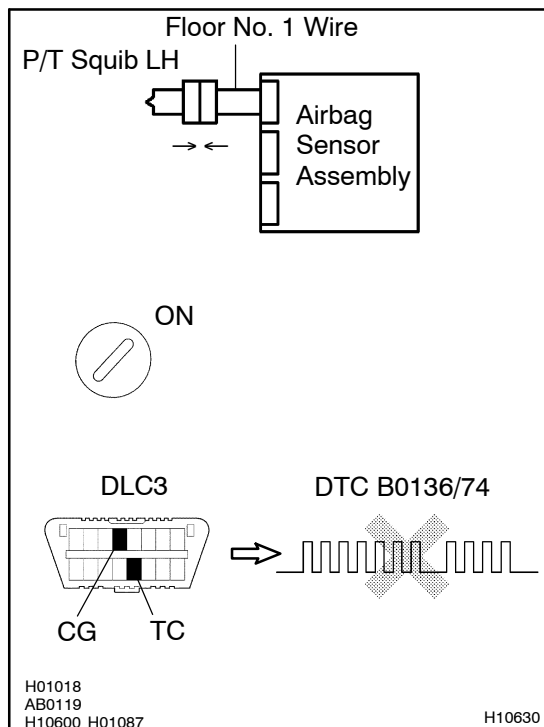 Floor No. 1 Wire
P/T Squib LH
Airbag
Sensor
Assembly
ON
DLC3
DTC B0136/74
CG
TC
H01018
AB0119
H10600 H01087
H10630